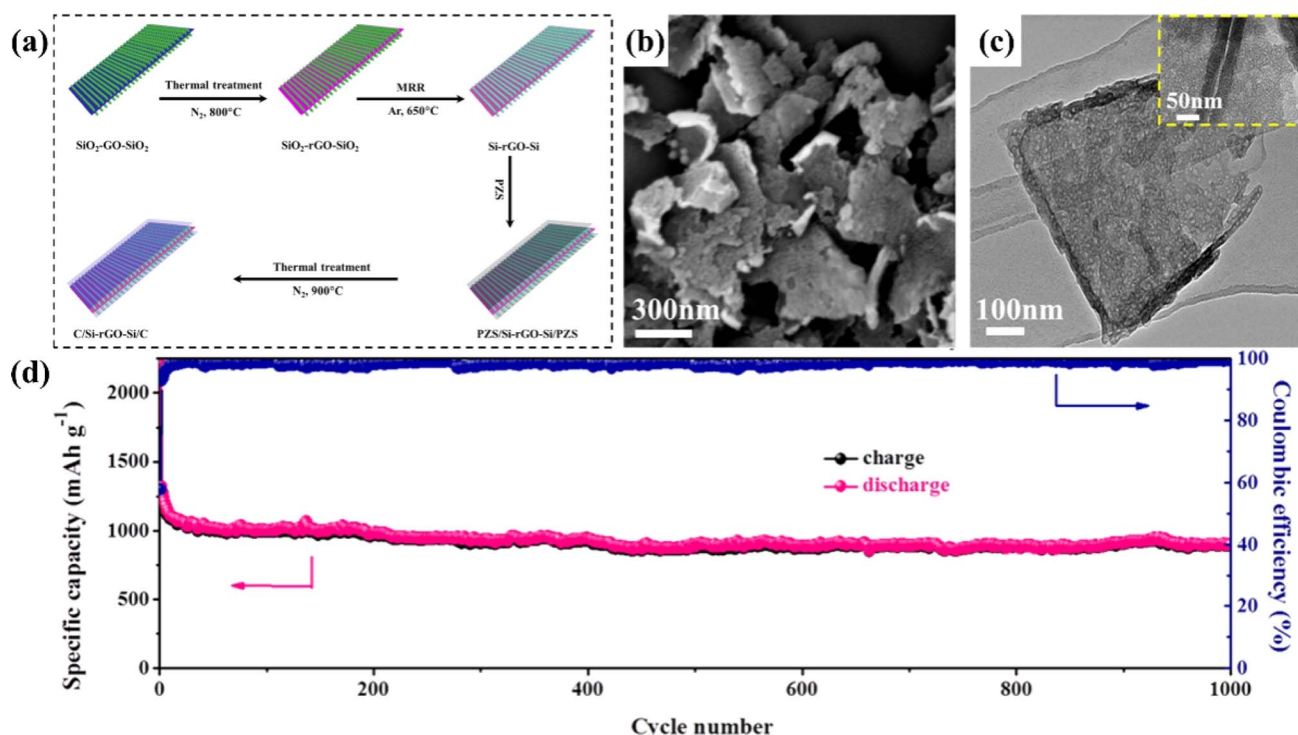 (a)
Thermal treatment
N₂, 800°C
MRR
Ar, 650°C
SiO₂-GO-SiO₂
SiO₂-rGO-SiO₂
Si-rGO-Si
PZS
Thermal treatment
N₂, 900°C
C/Si-rGO-Si/C
PZS/Si-rGO-Si/PZS
(b)
300nm
(c)
50nm
100nm
(d)
Specific capacity (mAh g⁻¹)
2000
1500
1000
500
0
charge
discharge
100
80
60
40
20
0
Coulombic efficiency (%)
0
200
400
600
800
1000
Cycle number